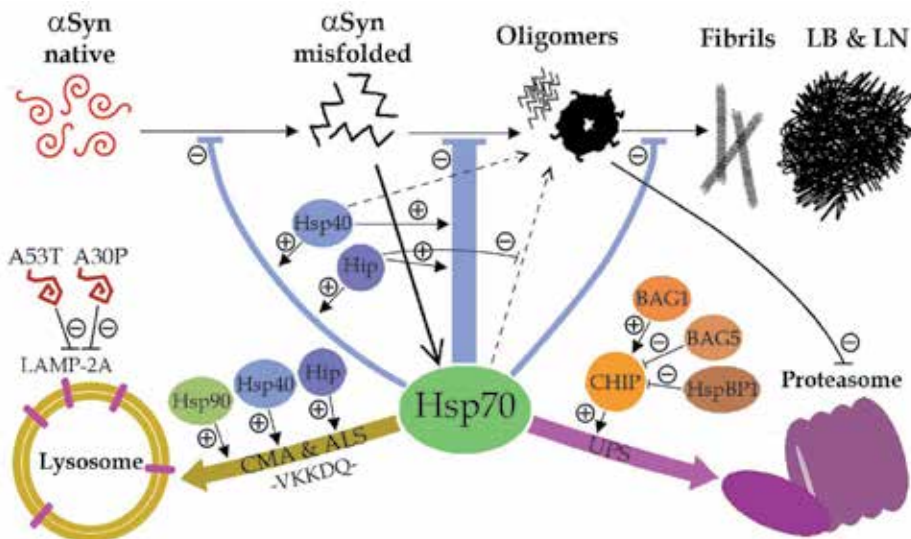 αSyn
native
αSyn
misfolded
Oligomers
Fibrils
LB & LN
⊖
⊖
⊖
Hsp40
⊕
⊕
Hip
⊕
⊕
⊖
A53T
A30P
⊖
⊖
LAMP-2A
Lysosome
Hsp90
Hsp40
Hip
⊕
⊕
⊕
CMA & ALS
-VKKDQ-
Hsp70
BAG1
⊕
⊖
BAG5
CHIP
⊖
HspBP1
⊕
UPS
⊖
Proteasome